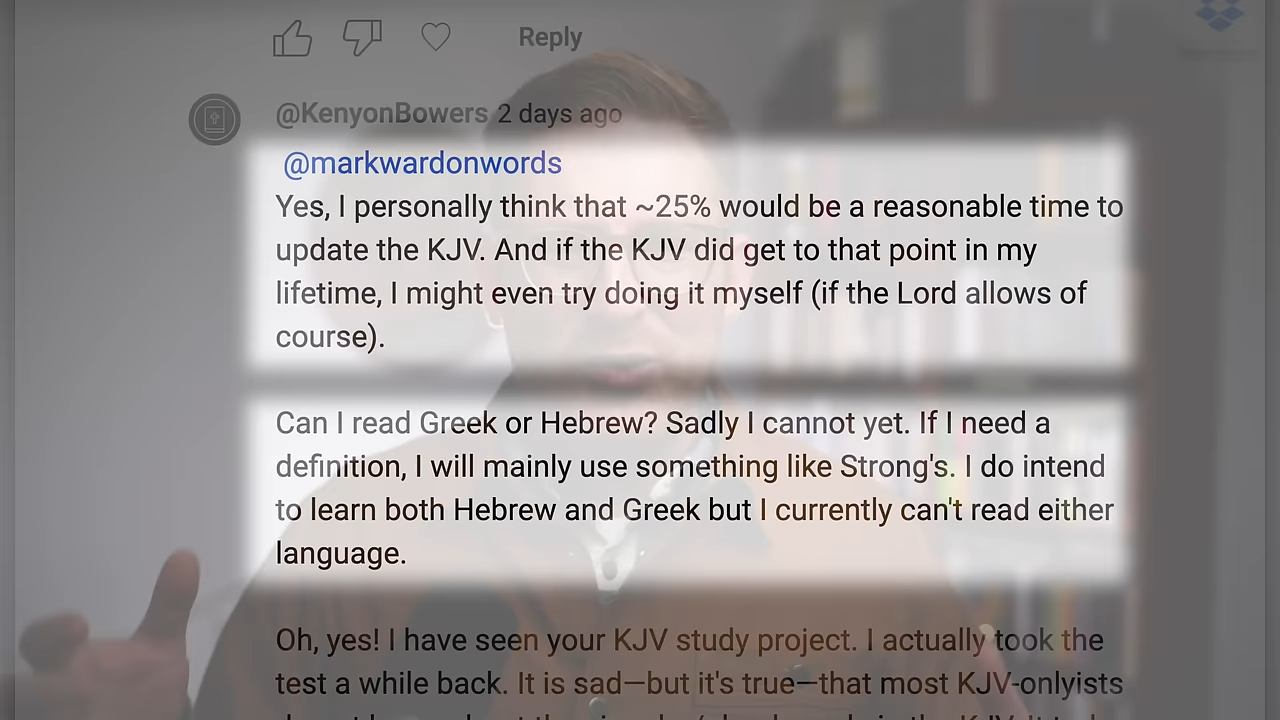 Reply
@KenyonBowers 2 days ago
@markwardonwords
Yes, I personally think that ~25% would be a reasonable time to
update the KJV. And if the KJV did get to that point in my
lifetime, I might even try doing it myself (if the Lord allows of
course).
Can I read Greek or Hebrew? Sadly I cannot yet. If I need a
definition, I will mainly use something like Strong's. I do intend
to learn both Hebrew and Greek but I currently can't read either
language.
Oh, yes! I have seen your KJV study project. I actually took the
test a while back. It is sad—but it's true—that most KJV-onlyists